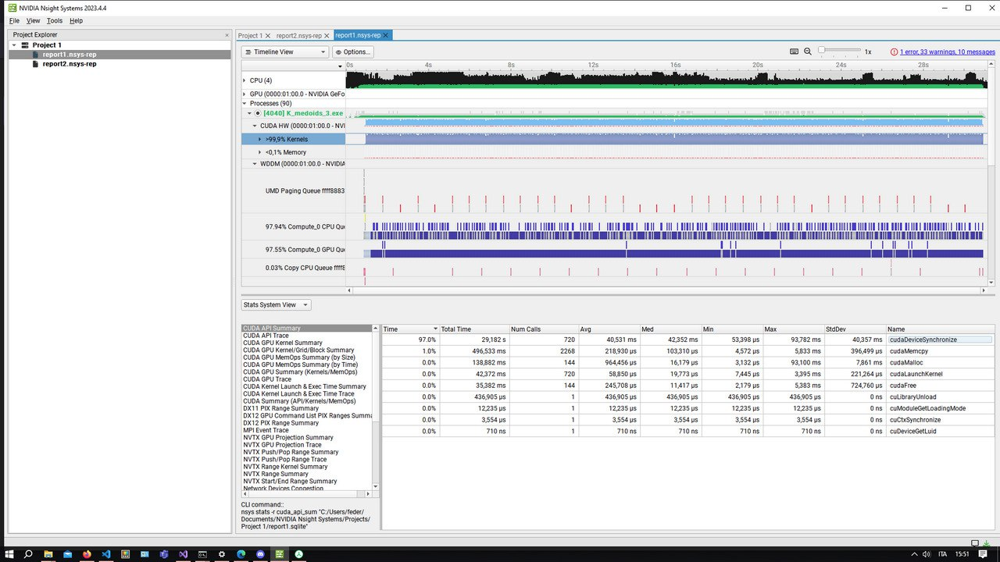 NVIDIA Nsight Systems 2023.4.4
File View Tools Help
Project Explorer
Project 1
report1.nsys-rep
report2.nsys-rep
Project 1 report2.nsys-rep report1.nsys-rep
Timeline View Options... 1x 1 error, 33 warnings, 10 messages
0s 4s 8s 12s 16s 20s 24s 28s
CPU (4)
GPU (0000:01:00.0 - NVIDIA GeFo
Processes (90)
[4040] K_medoids_3.exe
CUDA HW (0000:01:00.0 - NVI
>99,9% Kernels
<0,1% Memory
WDDM (0000:01:00.0 - NVIDIA
UMD Paging Queue ffff8883
97.94% Compute_0 CPU Que
97.55% Compute_0 GPU Qu
0.03% Copy CPU Queue ffff8
Stats System View
CUDA API Summary
CUDA API Trace
CUDA GPU Kernel Summary
CUDA GPU Kernel/Grid/Block Summary
CUDA GPU MemOps Summary (by Size)
CUDA GPU MemOps Summary (by Time)
CUDA GPU Summary (Kernels/MemOps)
CUDA GPU Trace
CUDA Kernel Launch & Exec Time Summary
CUDA Kernel Launch & Exec Time Trace
CUDA Summary (API/Kernels/MemOps)
DX11 PIX Range Summary
DX12 GPU Command List PIX Ranges Summa
DX12 PIX Range Summary
MPI Event Trace
NVTX GPU Projection Summary
NVTX GPU Projection Trace
NVTX Push/Pop Range Summary
NVTX Push/Pop Range Trace
NVTX Range Kernel Summary
NVTX Range Summary
NVTX Start/End Range Summary
Network Devices Congestion
CLI command::
nsys stats -r cuda_api_sum "C:/Users/feder/
Documents/NVIDIA Nsight Systems/Projects/
Project 1/report1.sqlite"
Time Total Time Num Calls Avg Med Min Max StdDev Name
97.0% 29,182 s 720 40,531 ms 42,352 ms 53,398 μs 93,782 ms 40,357 ms cudaDeviceSynchronize
1.0% 496,533 ms 2268 218,930 μs 103,310 μs 4,572 μs 5,833 ms 396,499 μs cudaMemcpy
0.0% 138,882 ms 144 964,456 μs 16,179 μs 3,132 μs 93,100 ms 7,861 ms cudaMalloc
0.0% 42,372 ms 720 58,850 μs 19,773 μs 7,445 μs 3,395 ms 221,264 μs cudaLaunchKernel
0.0% 35,382 ms 144 245,708 μs 11,417 μs 2,179 μs 5,383 ms 724,760 μs cudaFree
0.0% 436,905 μs 1 436,905 μs 436,905 μs 436,905 μs 436,905 μs 0 ns cuLibraryUnload
0.0% 12,235 μs 1 12,235 μs 12,235 μs 12,235 μs 12,235 μs 0 ns cuModuleGetLoadingMode
0.0% 3,554 μs 1 3,554 μs 3,554 μs 3,554 μs 3,554 μs 0 ns cuCtxSynchronize
0.0% 710 ns 1 710 ns 710 ns 710 ns 710 ns 0 ns cuDeviceGetLuid
ITA 15:51